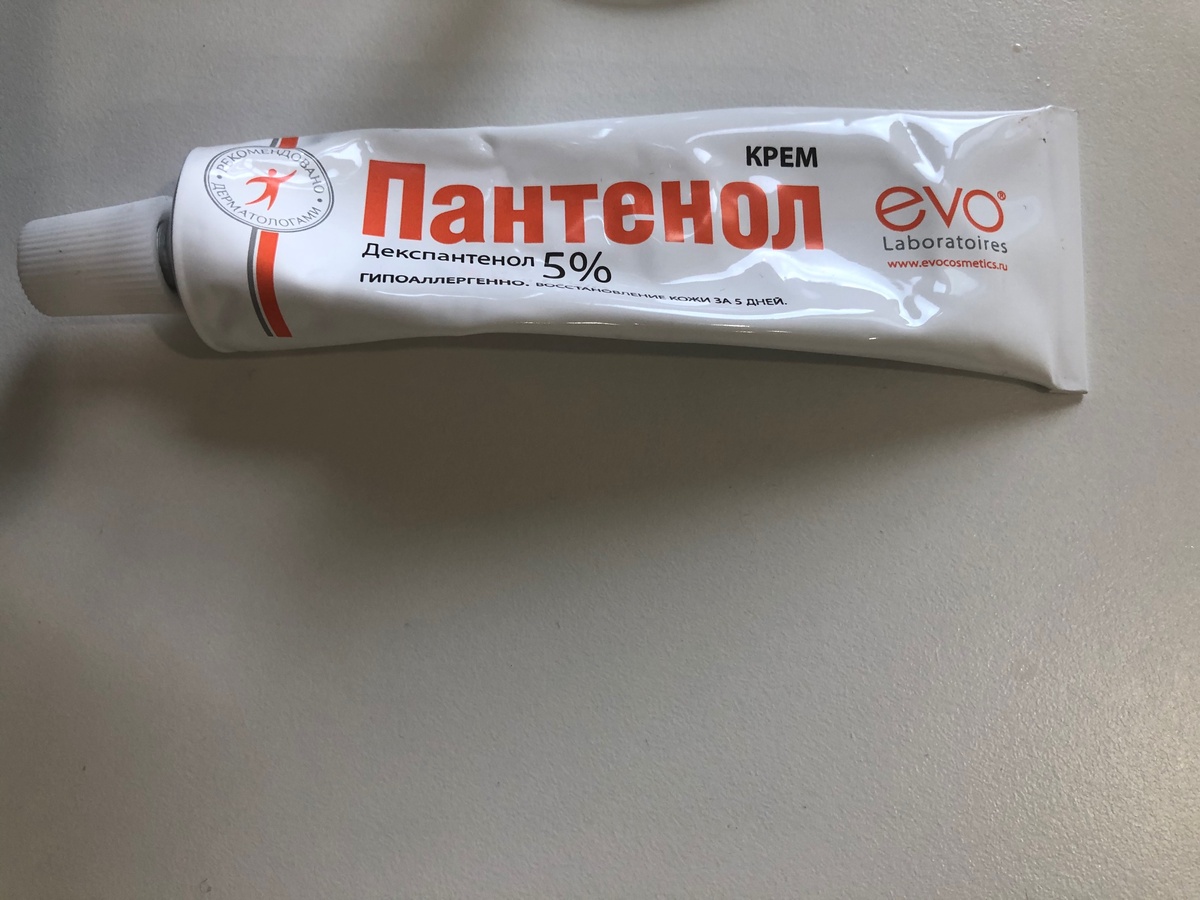 • РЕКОМЕНДОВАНО • ДЕРМАТОЛОГАМИ
КРЕМ
Пантенол
Декспантенол 5%
ГИПОАЛЛЕРГЕННО. ВОССТАНОВЛЕНИЕ КОЖИ ЗА 5 ДНЕЙ.
evo®
Laboratoires
www.evocosmetics.ru